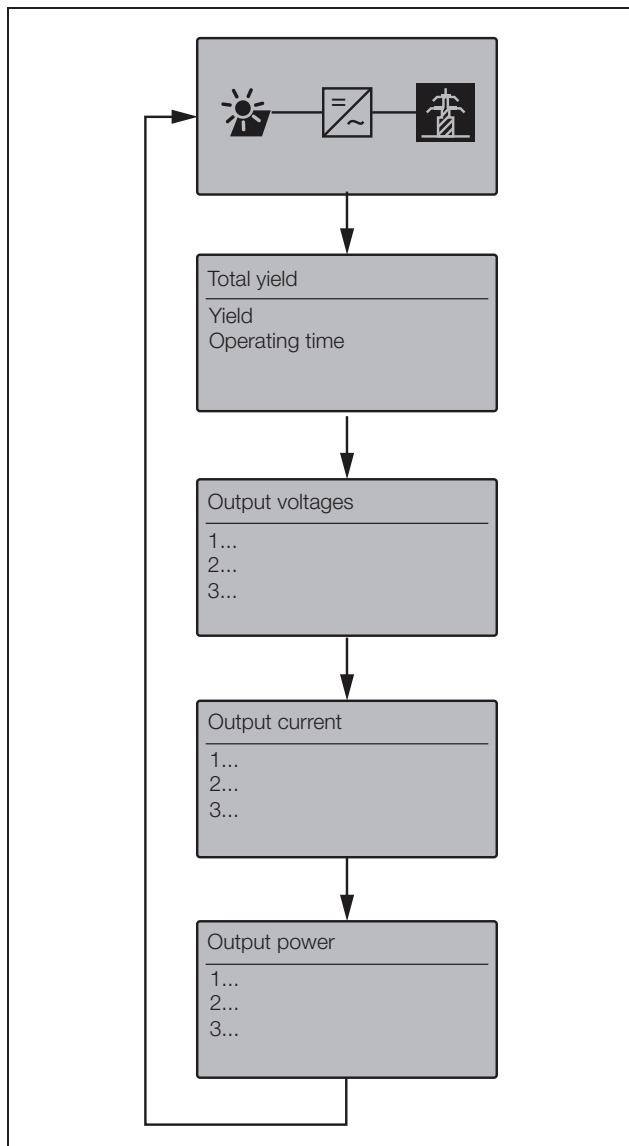 Total yield
Yield
Operating time
Output voltages
1...
2...
3...
Output current
1...
2...
3...
Output power
1...
2...
3...